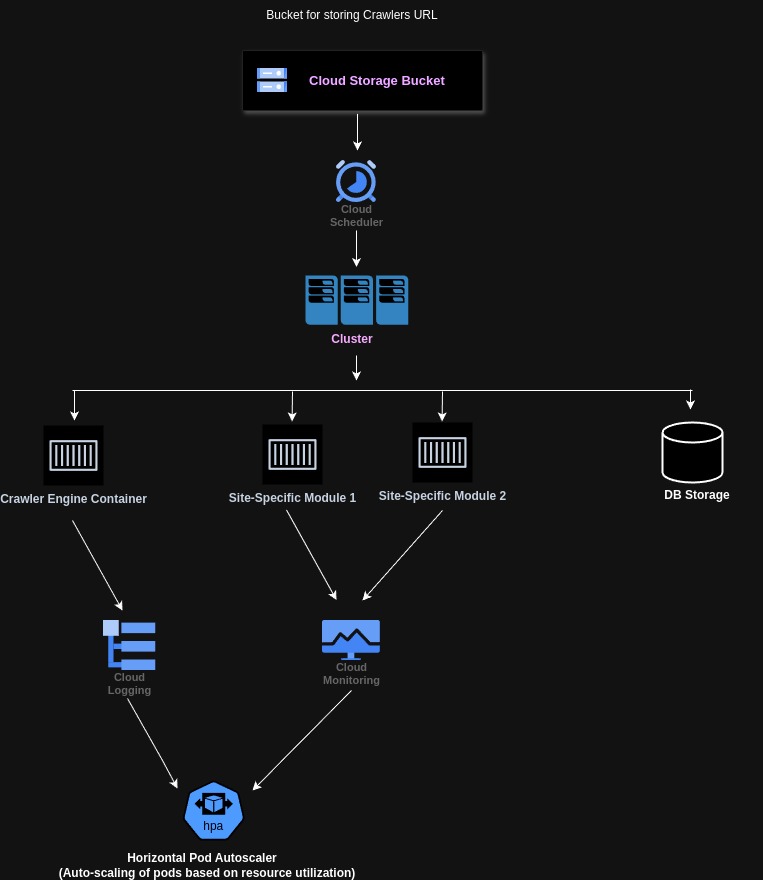 Bucket for storing Crawlers URL
Cloud Storage Bucket
Cloud
Scheduler
Cluster
Crawler Engine Container
Site-Specific Module 1
Site-Specific Module 2
DB Storage
Cloud
Logging
Cloud
Monitoring
hpa
Horizontal Pod Autoscaler
(Auto-scaling of pods based on resource utilization)